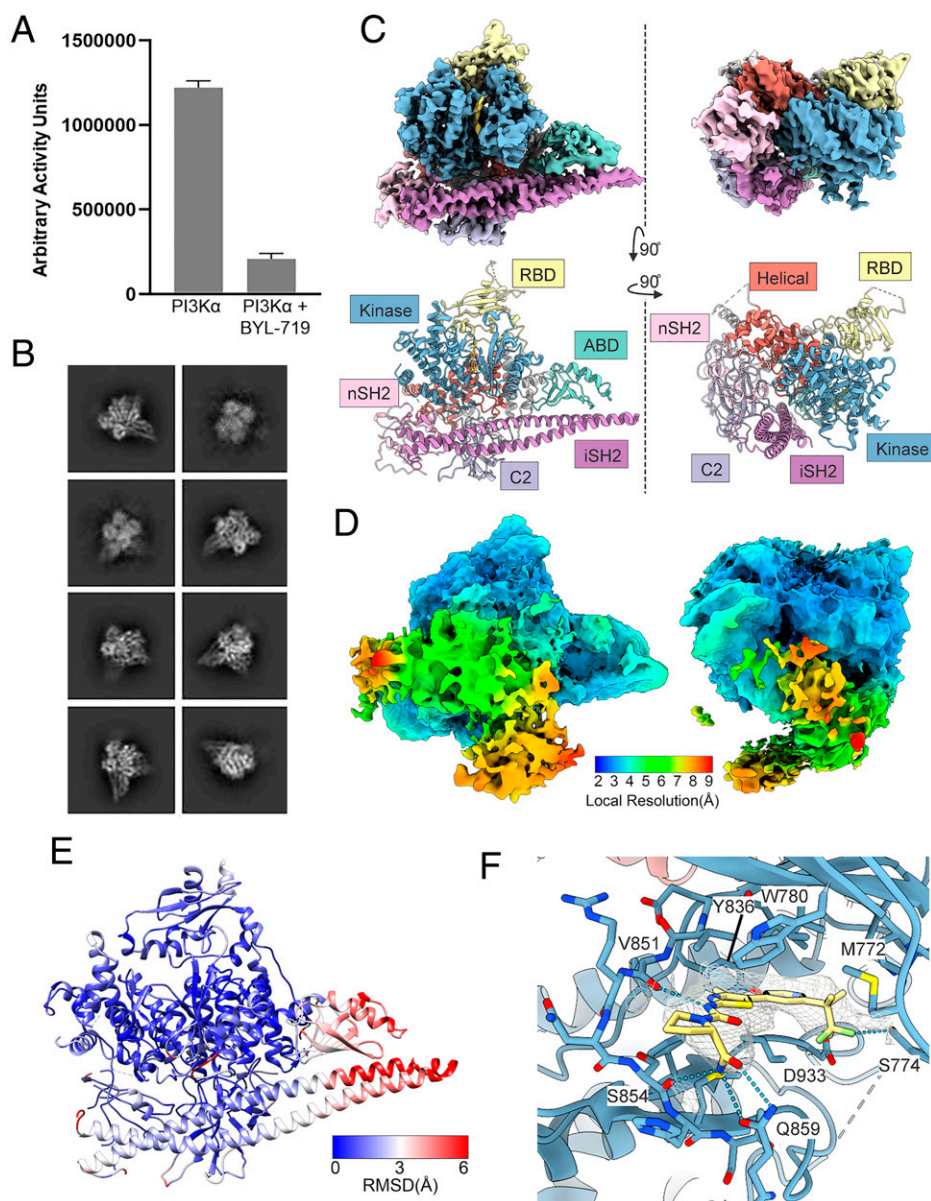 A
1500000
1000000
500000
0
Arbitrary Activity Units
PI3Kα
PI3Kα +
BYL-719
B
C
90°
90°
RBD
Kinase
ABD
nSH2
iSH2
C2
Helical
RBD
nSH2
Kinase
C2
iSH2
D
2 3 4 5 6 7 8 9
Local Resolution(Å)
E
0 3 6
RMSD(Å)
F
Y836
W780
V851
M772
S774
D933
S854
Q859